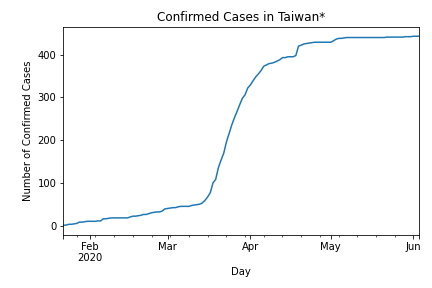 Confirmed Cases in Taiwan*
Number of Confirmed Cases
400
300
200
100
0
Feb Mar Apr May Jun
2020
Day